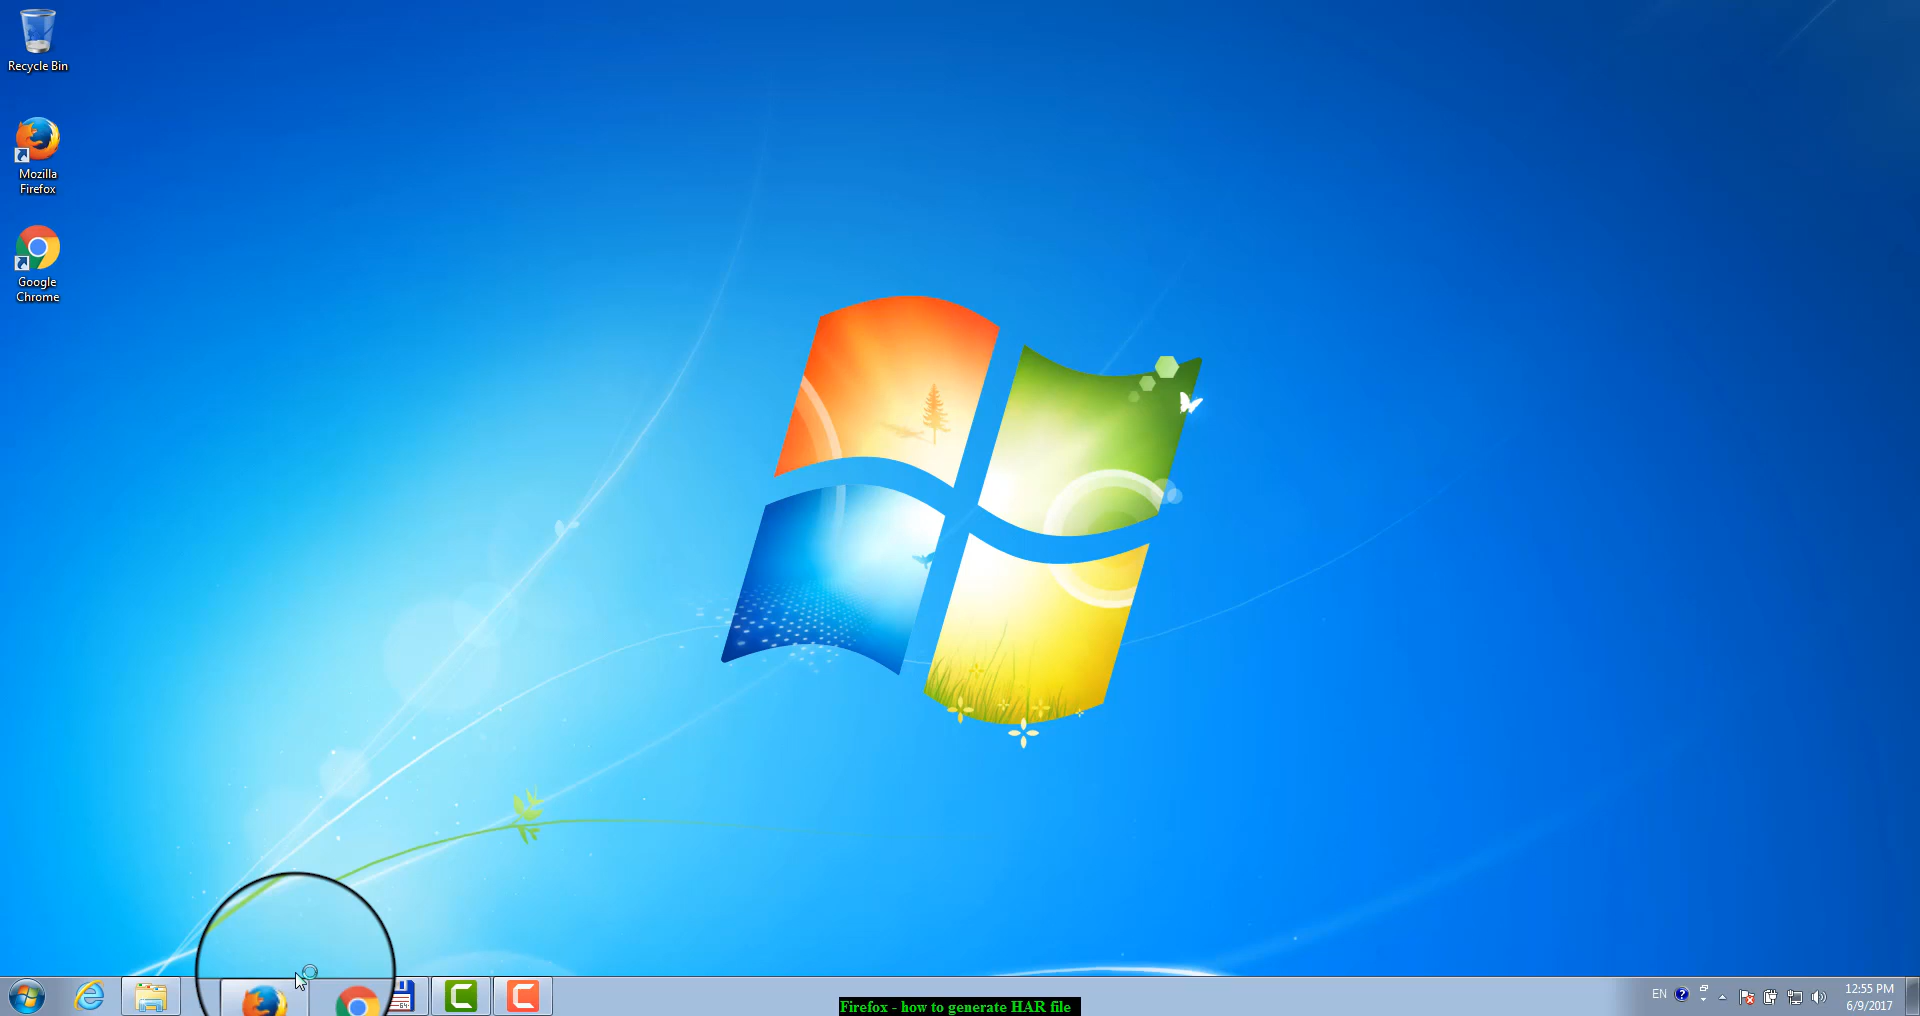 Recycle Bin
Mozilla
Firefox
Google
Chrome
EN
12:55 PM
6/9/2017
Firefox - how to generate HAR file